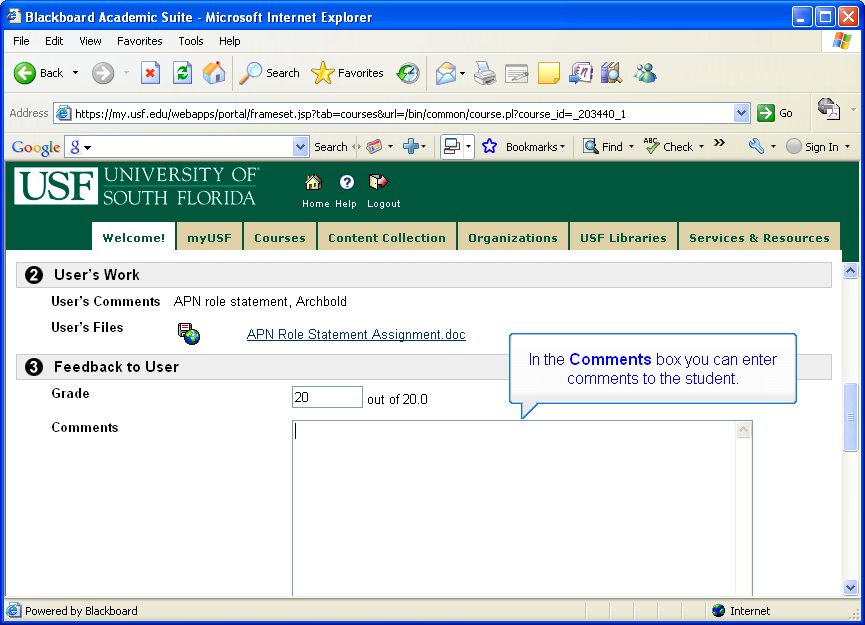 Blackboard Academic Suite - Microsoft Internet Explorer
File Edit View Favorites Tools Help
Back Search Favorites
Address https://my.usf.edu/webapps/portal/frameset.jsp?tab=courses&url=/bin/common/course.pl?course_id=_203440_1 Go
Google g Search Bookmarks Find ABC Check » Sign In
USF UNIVERSITY OF
SOUTH FLORIDA
Home Help Logout
Welcome! myUSF Courses Content Collection Organizations USF Libraries Services & Resources
2 User's Work
User's Comments APN role statement, Archbold
User's Files APN Role Statement Assignment.doc
3 Feedback to User
In the Comments box you can enter
comments to the student.
Grade 20 out of 20.0
Comments
Powered by Blackboard Internet